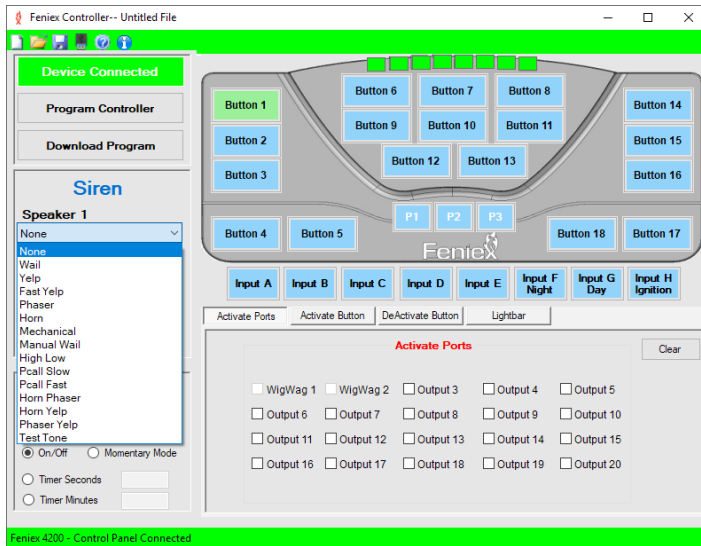 Feniex Controller-- Untitled File
Device Connected
Program Controller
Download Program
Siren
Speaker 1
None
None
Wail
Yelp
Fast Yelp
Phaser
Horn
Mechanical
Manual Wail
High Low
Pcall Slow
Pcall Fast
Horn Phaser
Horn Yelp
Phaser Yelp
Test Tone
On/Off Momentary Mode
Timer Seconds
Timer Minutes
Button 6 Button 7 Button 8
Button 1 Button 14
Button 9 Button 10 Button 11
Button 2 Button 15
Button 12 Button 13
Button 3 Button 16
P1 P2 P3
Button 4 Button 5 Button 18 Button 17
Feniex
Input A Input B Input C Input D Input E Input F Night Input G Day Input H Ignition
Activate Ports Activate Button DeActivate Button Lightbar
Activate Ports
Clear
WigWag 1 WigWag 2 Output 3 Output 4 Output 5
Output 6 Output 7 Output 8 Output 9 Output 10
Output 11 Output 12 Output 13 Output 14 Output 15
Output 16 Output 17 Output 18 Output 19 Output 20
Feniex 4200 - Control Panel Connected